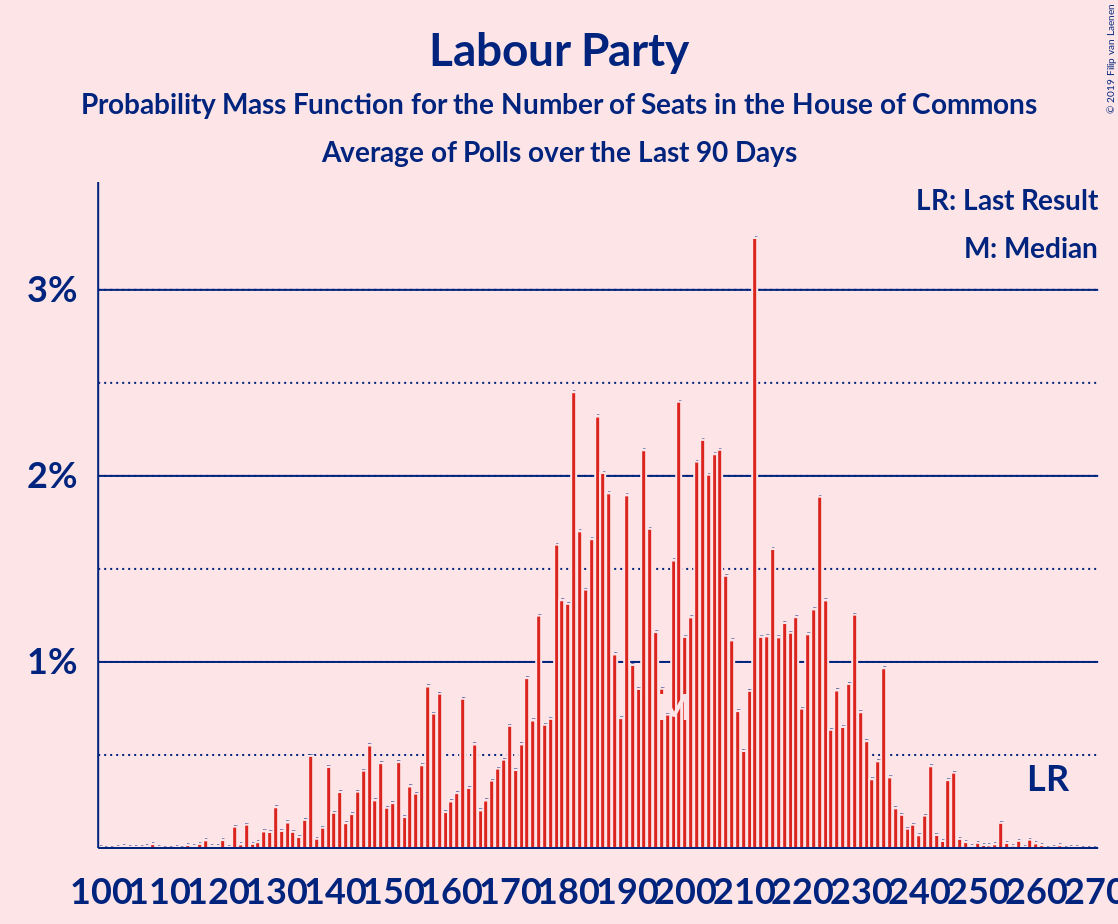 Labour Party
Probability Mass Function for the Number of Seats in the House of Commons
Average of Polls over the Last 90 Days
© 2019 Filip van Laenen
LR: Last Result
M: Median
3%
2%
1%
M
LR
100 110 120 130 140 150 160 170 180 190 200 210 220 230 240 250 260 270